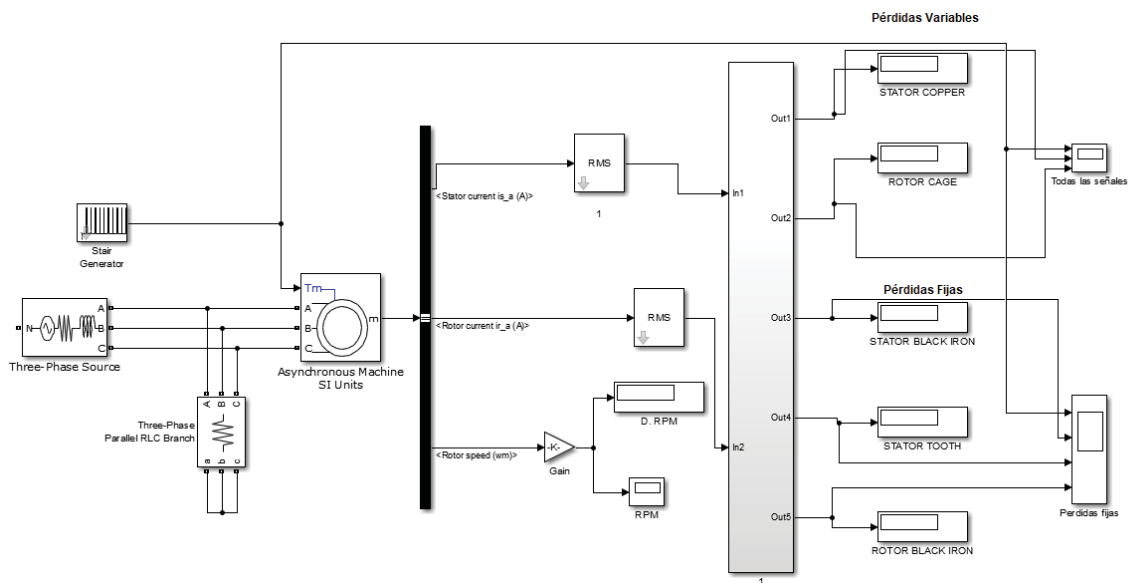 Pérdidas Variables
STATOR COPPER
Out1
RMS
1
<Stator current is_a (A)>
In1
ROTOR CAGE
Todas las señales
Out2
Stair
Generator
Tm
A
B
C
m
N
A
B
C
Three-Phase Source
Asynchronous Machine
SI Units
<Rotor current ir_a (A)>
RMS
Pérdidas Fijas
Out3
STATOR BLACK IRON
D. RPM
A B C
Three-Phase
Parallel RLC Branch
a b c
<Rotor speed (wm)>
-K-
Gain
RPM
In2
Out4
STATOR TOOTH
Perdidas fijas
Out5
ROTOR BLACK IRON
1